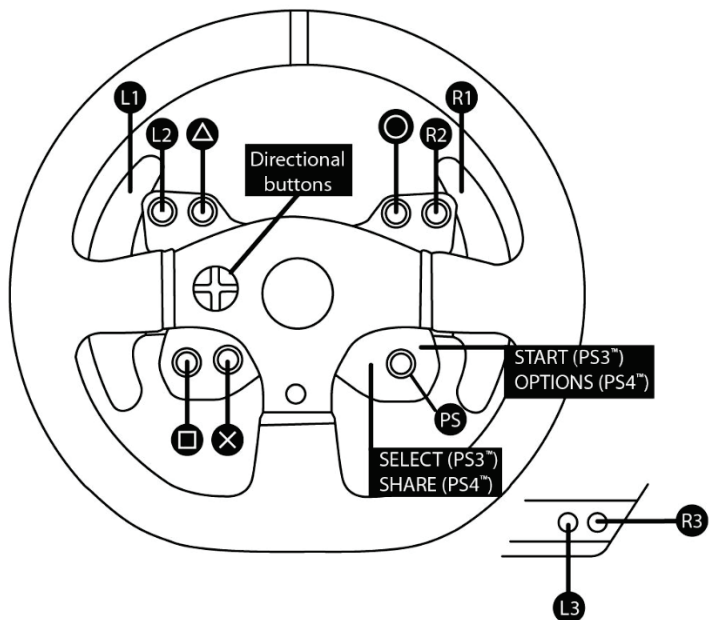 L1
R1
L2
R2
Directional
buttons
START (PS3™)
OPTIONS (PS4™)
PS
SELECT (PS3™)
SHARE (PS4™)
R3
L3